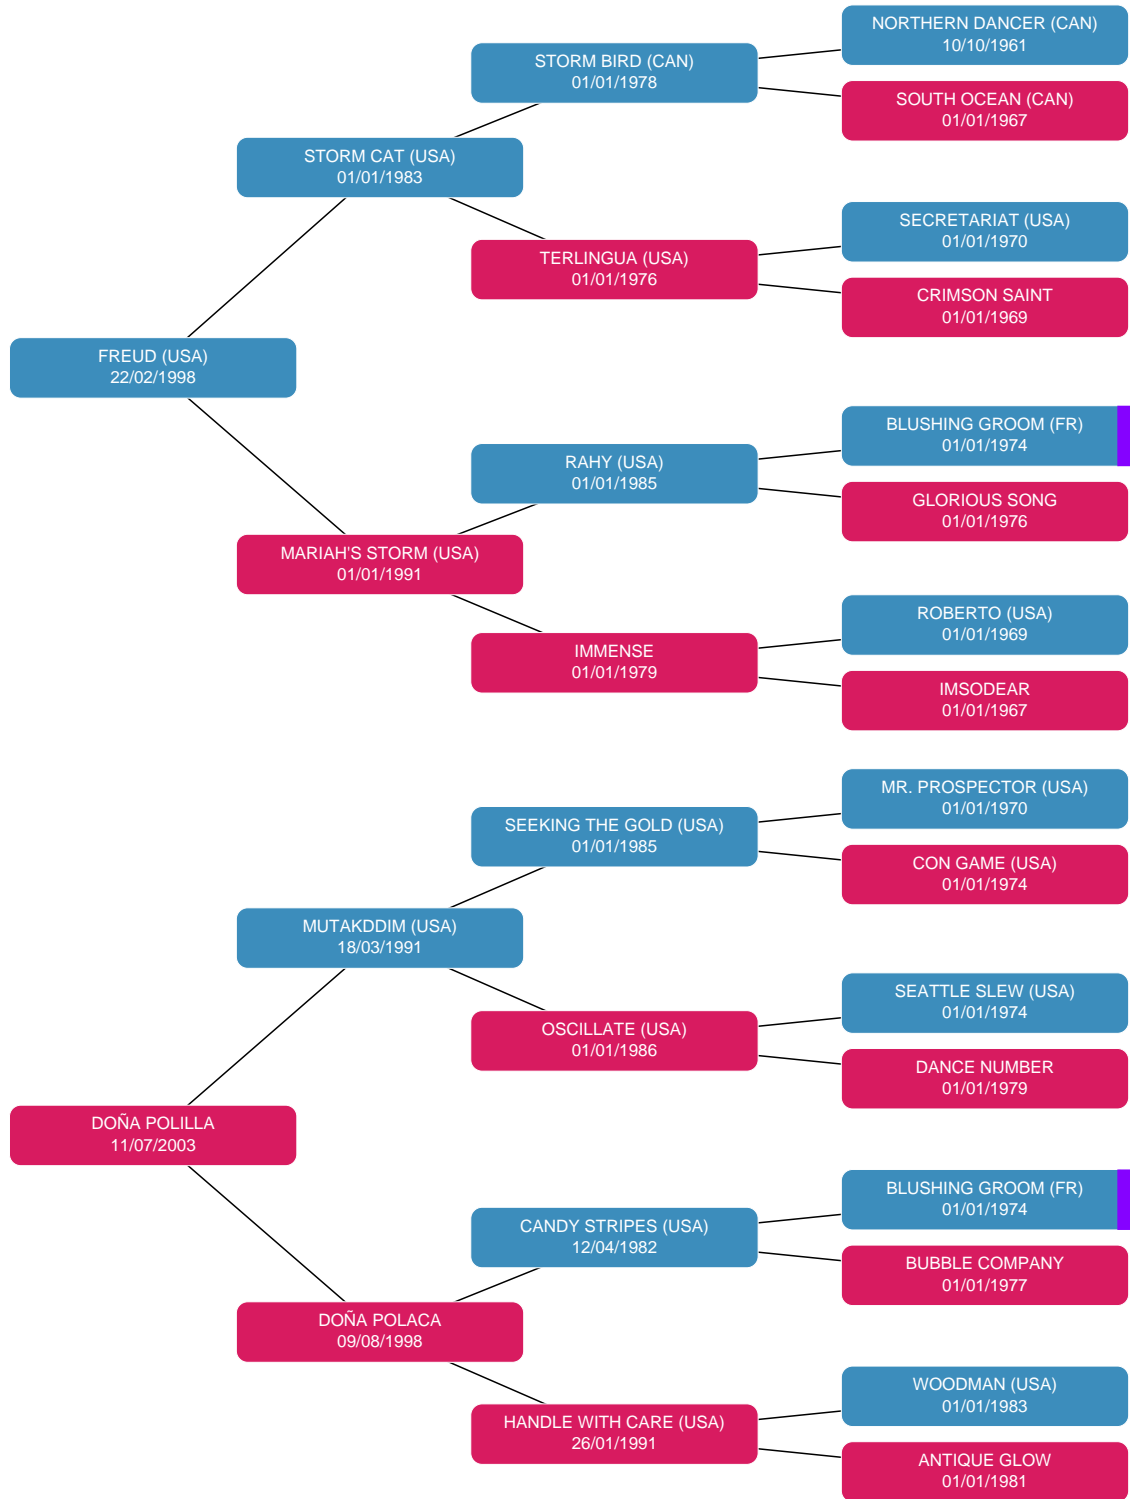 NORTHERN DANCER (CAN)
10/10/1961
STORM BIRD (CAN)
01/01/1978
SOUTH OCEAN (CAN)
01/01/1967
STORM CAT (USA)
01/01/1983
SECRETARIAT (USA)
01/01/1970
TERLINGUA (USA)
01/01/1976
CRIMSON SAINT
01/01/1969
FREUD (USA)
22/02/1998
BLUSHING GROOM (FR)
01/01/1974
RAHY (USA)
01/01/1985
GLORIOUS SONG
01/01/1976
MARIAH'S STORM (USA)
01/01/1991
ROBERTO (USA)
01/01/1969
IMMENSE
01/01/1979
IMSODEAR
01/01/1967
MR. PROSPECTOR (USA)
01/01/1970
SEEKING THE GOLD (USA)
01/01/1985
CON GAME (USA)
01/01/1974
MUTAKDDIM (USA)
18/03/1991
SEATTLE SLEW (USA)
01/01/1974
OSCILLATE (USA)
01/01/1986
DANCE NUMBER
01/01/1979
DOÑA POLILLA
11/07/2003
BLUSHING GROOM (FR)
01/01/1974
CANDY STRIPES (USA)
12/04/1982
BUBBLE COMPANY
01/01/1977
DOÑA POLACA
09/08/1998
WOODMAN (USA)
01/01/1983
HANDLE WITH CARE (USA)
26/01/1991
ANTIQUE GLOW
01/01/1981